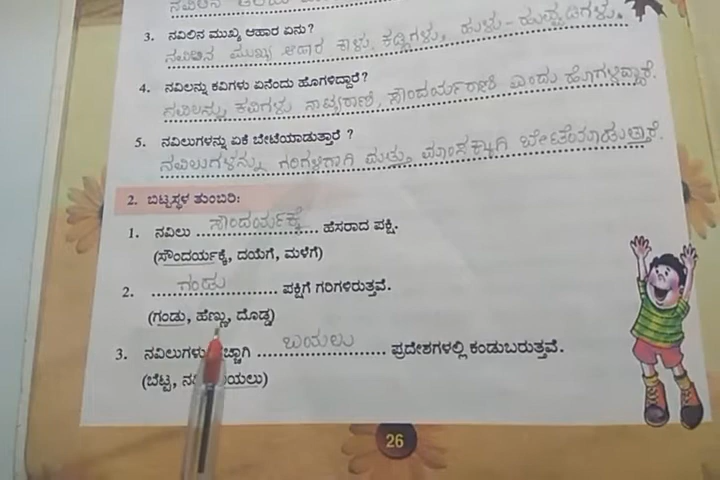 3. ನವಿಲಿನ ಮುಖ್ಯ ಆಹಾರ ಏನು?
ನವಿಲಿನ ಮುಖ್ಯ ಆಹಾರ ಕಾಳು, ಕಡ್ಡಿಗಳು, ಹುಳು-ಹುಪ್ಪಡಿಗಳು.
4. ನವಿಲನ್ನು ಕವಿಗಳು ಏನೆಂದು ಹೊಗಳಿದ್ದಾರೆ?
ನವಿಲನ್ನು ಕವಿಗಳು ನಾಟ್ಯರಾಣಿ, ಸೌಂದರ್ಯರಾಣಿ ಎಂದು ಹೊಗಳಿದ್ದಾರೆ.
5. ನವಿಲುಗಳನ್ನು ಏಕೆ ಬೇಟೆಯಾಡುತ್ತಾರೆ ?
ನವಿಲುಗಳನ್ನು ಗರಿಗಳಿಗಾಗಿ ಮತ್ತು ಮಾಂಸಕ್ಕಾಗಿ ಬೇಟೆಯಾಡುತ್ತಾರೆ.
2. ಬಿಟ್ಟಸ್ಥಳ ತುಂಬಿರಿ:
1. ನವಿಲು ಸೌಂದರ್ಯಕ್ಕೆ ಹೆಸರಾದ ಪಕ್ಷಿ.
(ಸೌಂದರ್ಯಕ್ಕೆ, ದಯೆಗೆ, ಮಳೆಗೆ)
2. ಗಂಡು ಪಕ್ಷಿಗೆ ಗರಿಗಳಿರುತ್ತವೆ.
(ಗಂಡು, ಹೆಣ್ಣು, ದೊಡ್ಡ)
3. ನವಿಲುಗಳು ಬಯಲು ಪ್ರದೇಶಗಳಲ್ಲಿ ಕಂಡುಬರುತ್ತವೆ.
(ಬೆಟ್ಟ,
26